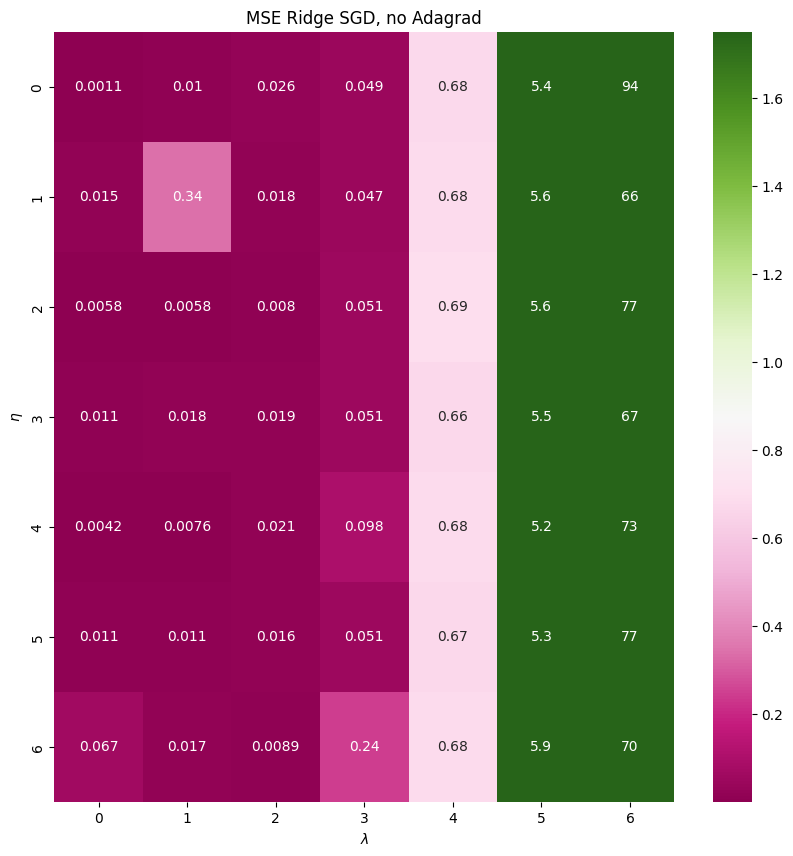 MSE Ridge SGD, no Adagrad
0 0.0011 0.01 0.026 0.049 0.68 5.4 94
1 0.015 0.34 0.018 0.047 0.68 5.6 66
2 0.0058 0.0058 0.008 0.051 0.69 5.6 77
3 0.011 0.018 0.019 0.051 0.66 5.5 67
4 0.0042 0.0076 0.021 0.098 0.68 5.2 73
5 0.011 0.011 0.016 0.051 0.67 5.3 77
6 0.067 0.017 0.0089 0.24 0.68 5.9 70
η
0 1 2 3 4 5 6
λ
1.6
1.4
1.2
1.0
0.8
0.6
0.4
0.2